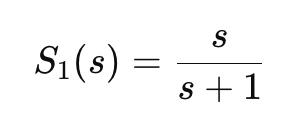 S₁(s) = s / (s + 1)